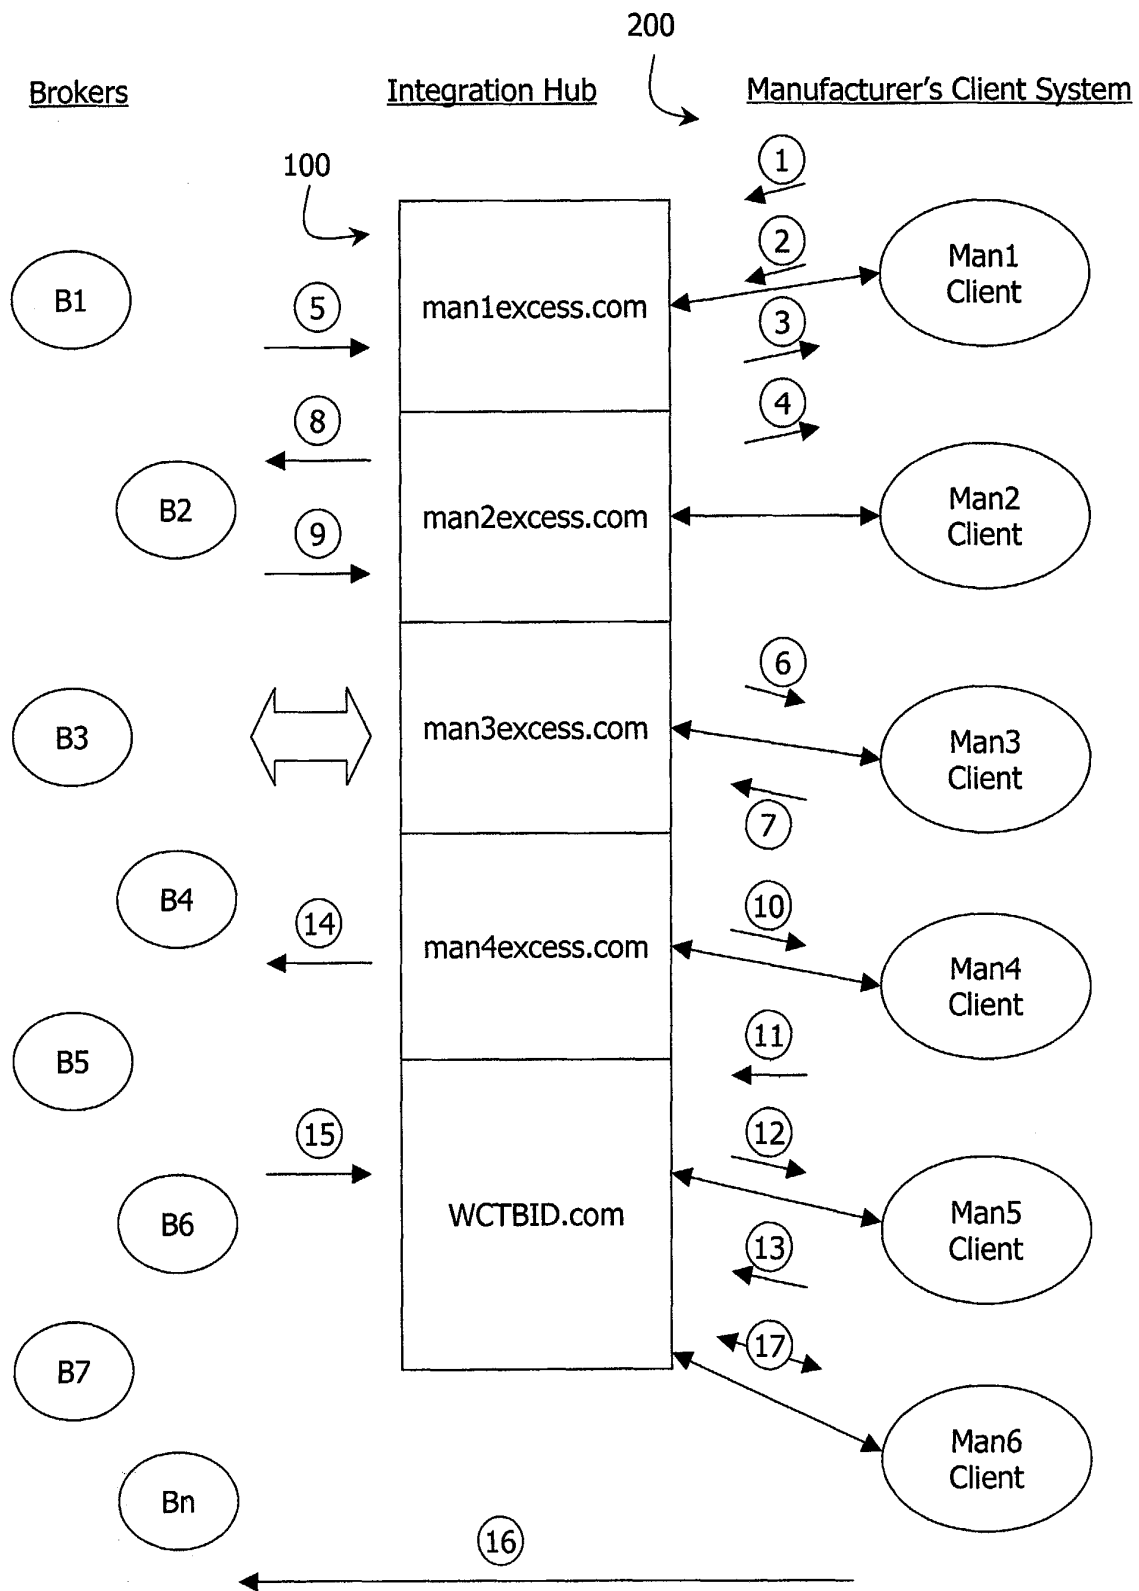 200
Brokers
Integration Hub
Manufacturer's Client System
100
1
2
3
4
B1
5
man1excess.com
Man1
Client
8
B2
9
man2excess.com
Man2
Client
6
B3
man3excess.com
Man3
Client
7
B4
14
man4excess.com
10
Man4
Client
11
B5
15
12
B6
WCTBID.com
Man5
Client
13
17
B7
Man6
Client
Bn
16